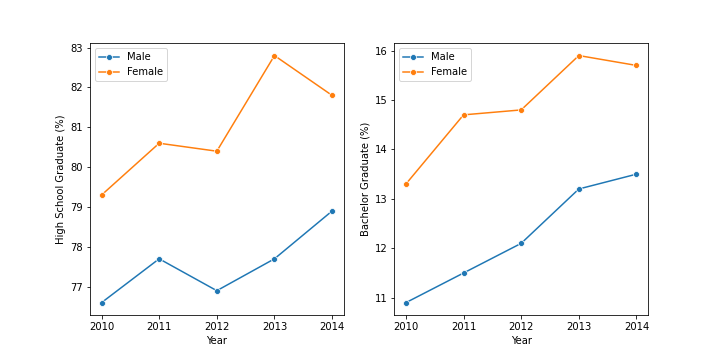 Male
Female
83
82
81
80
79
78
77
High School Graduate (%)
2010 2011 2012 2013 2014
Year
Male
Female
16
15
14
13
12
11
Bachelor Graduate (%)
2010 2011 2012 2013 2014
Year